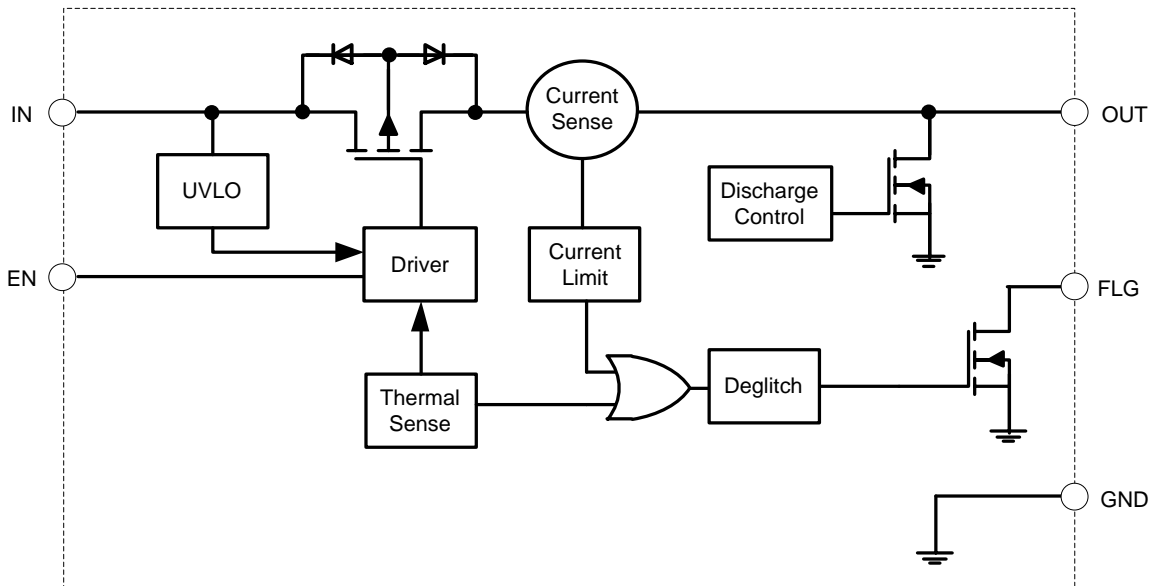 IN
Current
Sense
OUT
UVLO
Discharge
Control
EN
Driver
Current
Limit
FLG
Thermal
Sense
Deglitch
GND